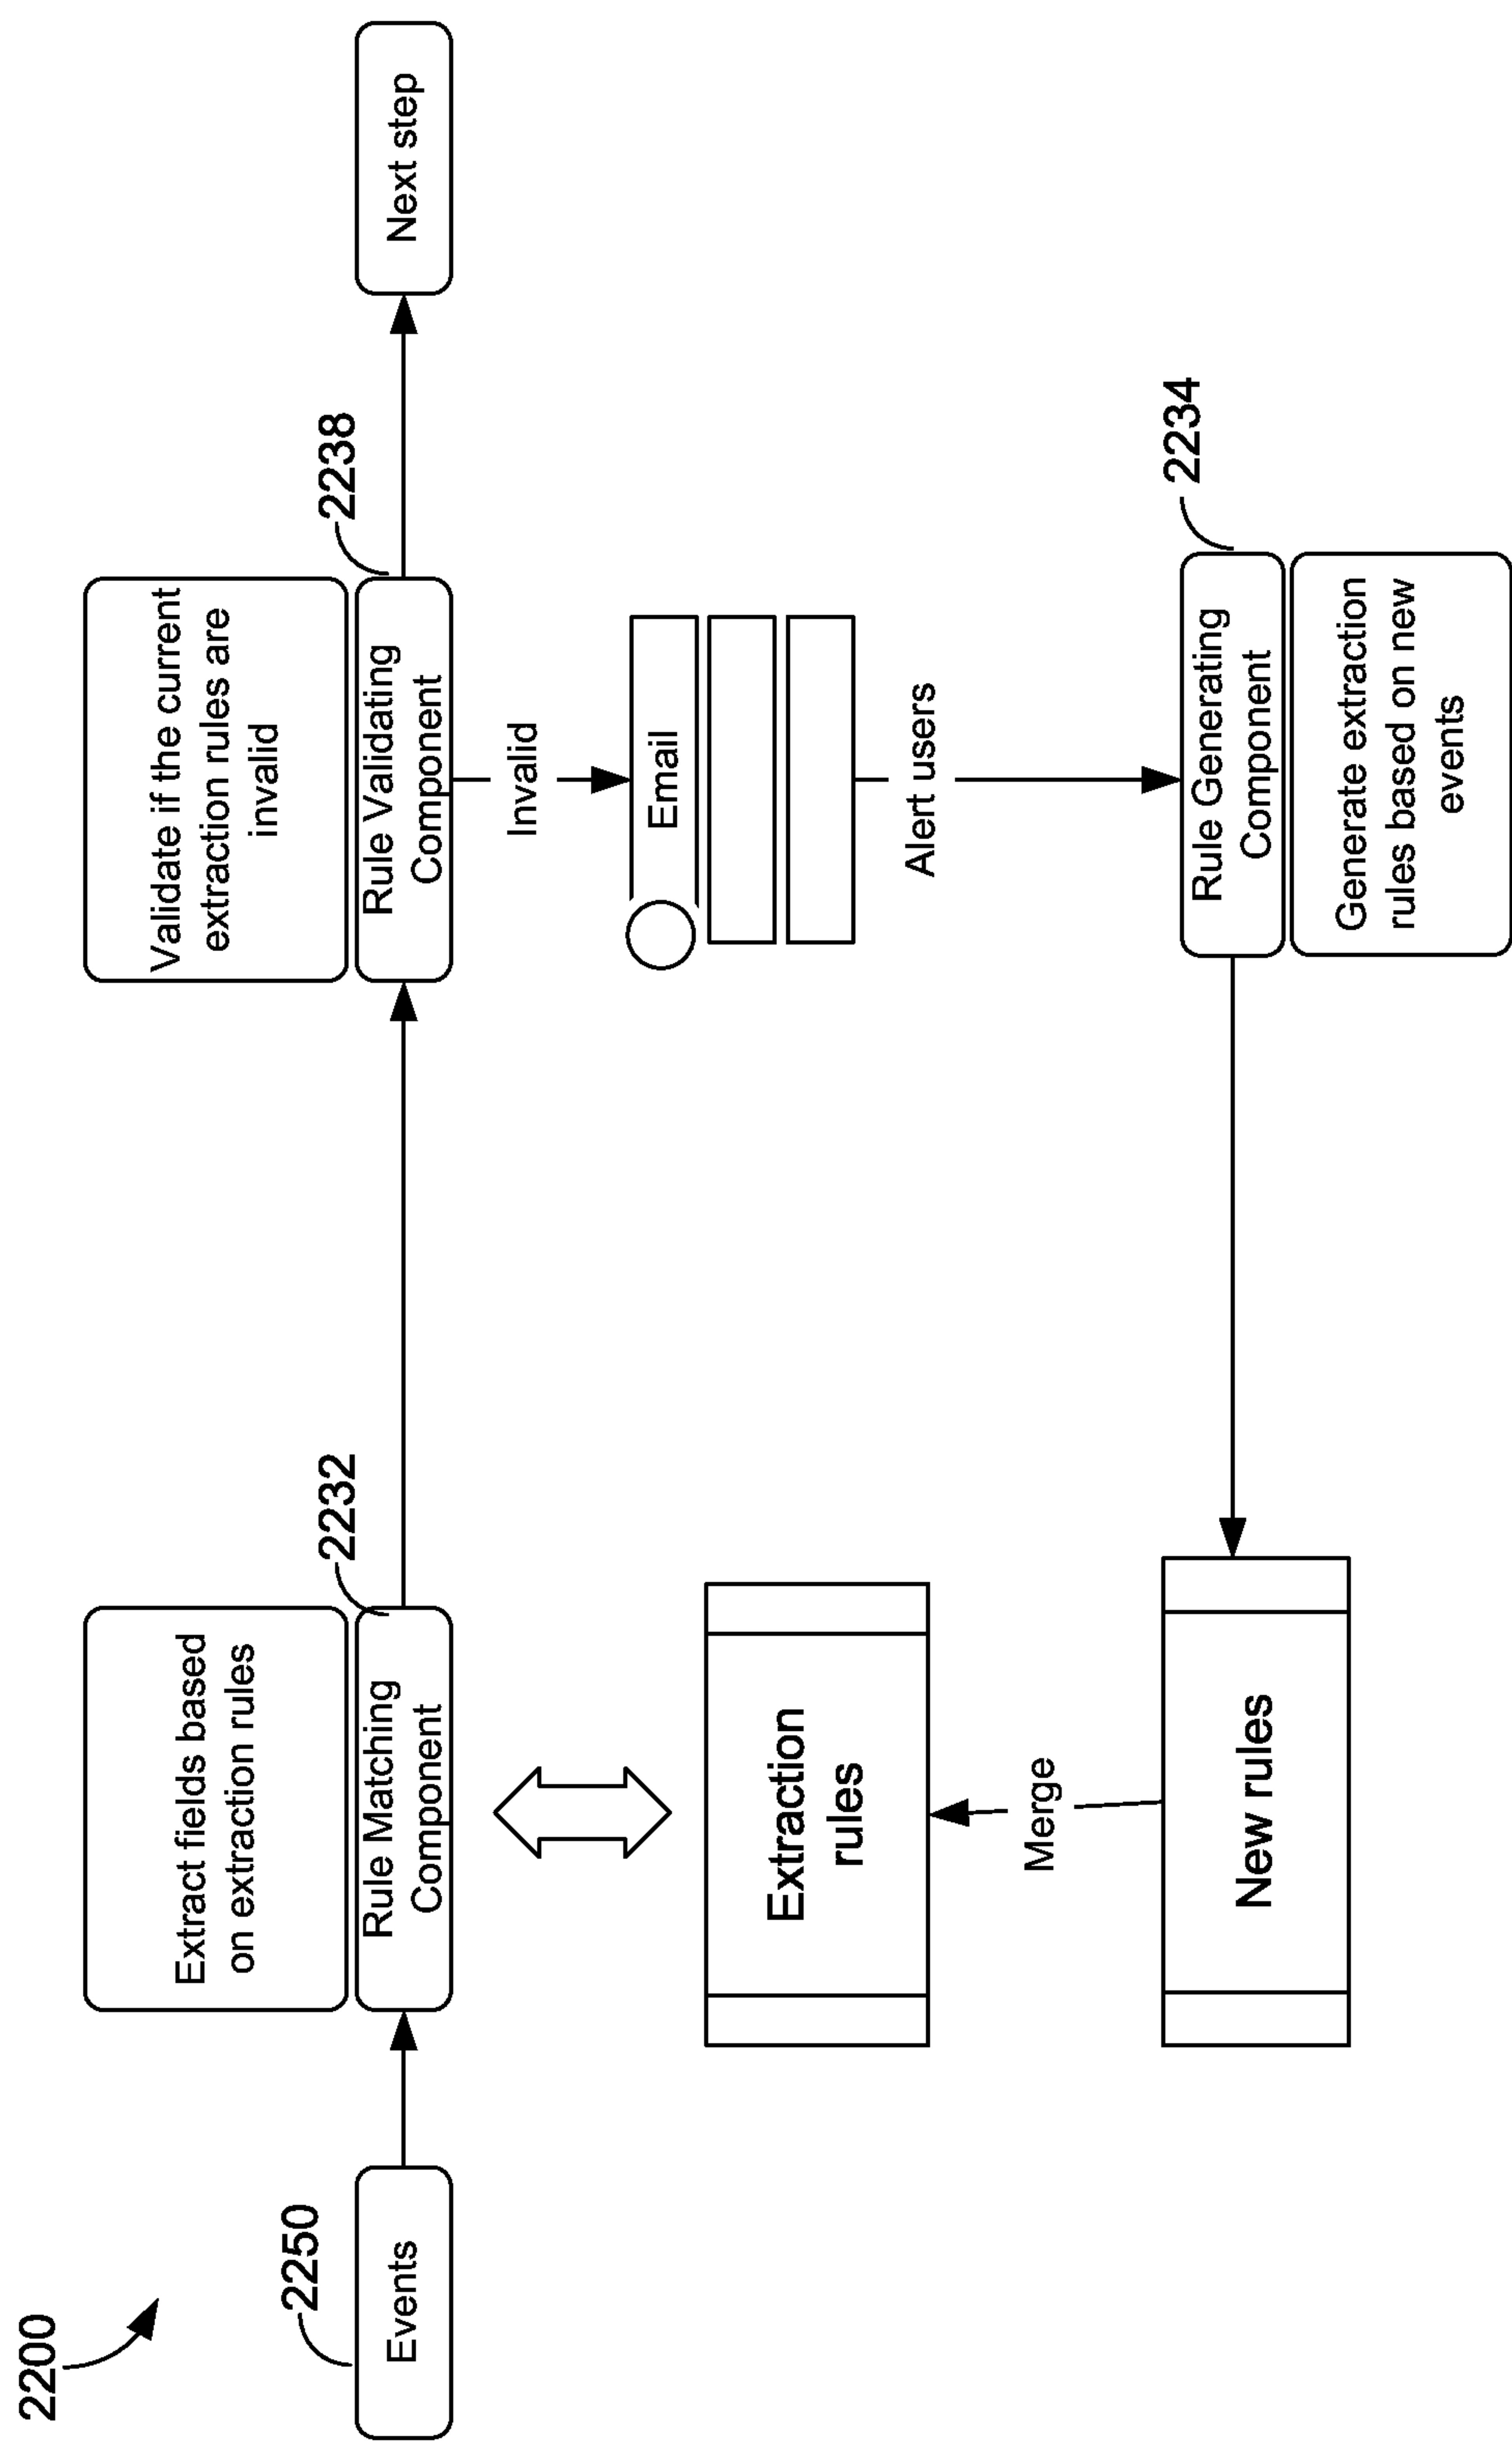 2200
2250
Events
Extract fields based
on extraction rules
2232
Rule Matching
Component
Validate if the current
extraction rules are
invalid
2238
Rule Validating
Component
Next step
Invalid
Email
Alert users
Extraction
rules
Merge
New rules
2234
Rule Generating
Component
Generate extraction
rules based on new
events